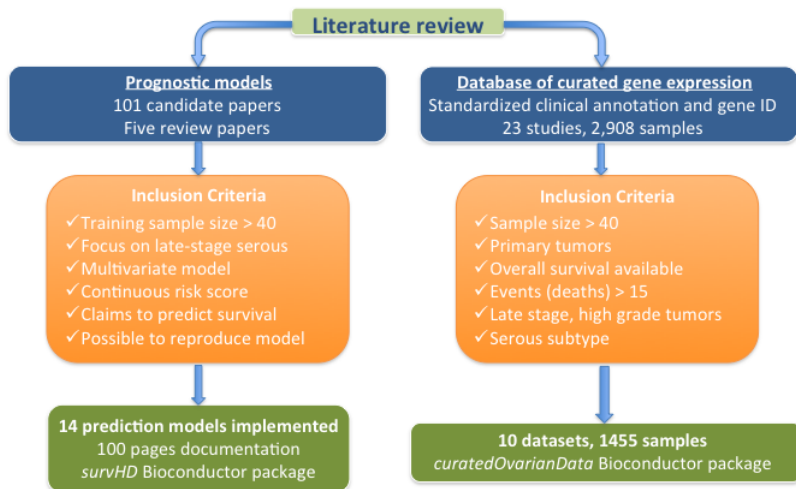 Literature review
Prognostic models
101 candidate papers
Five review papers
Inclusion Criteria
✓Training sample size > 40
✓Focus on late-stage serous
✓Multivariate model
✓Continuous risk score
✓Claims to predict survival
✓Possible to reproduce model
14 prediction models implemented
100 pages documentation
survHD Bioconductor package
Database of curated gene expression
Standardized clinical annotation and gene ID
23 studies, 2,908 samples
Inclusion Criteria
✓Sample size > 40
✓Primary tumors
✓Overall survival available
✓Events (deaths) > 15
✓Late stage, high grade tumors
✓Serous subtype
10 datasets, 1455 samples
curatedOvarianData Bioconductor package